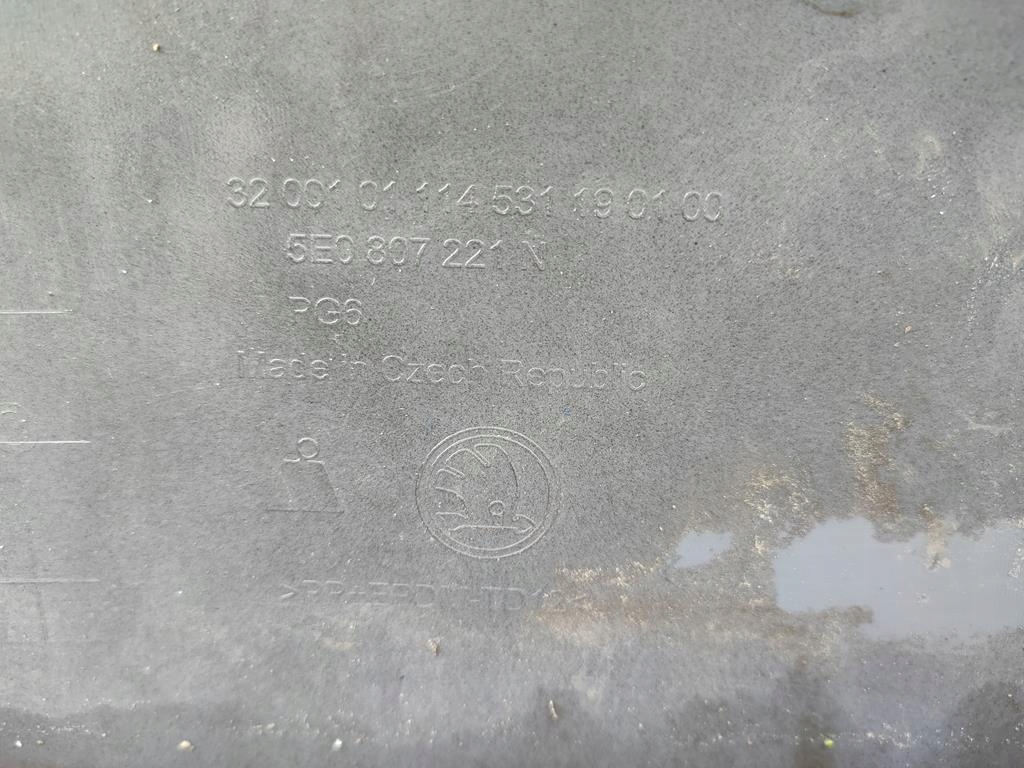 32 001 01 114 531 19 01 00
5E0 807 221 N
PG6
Made in Czech Republic